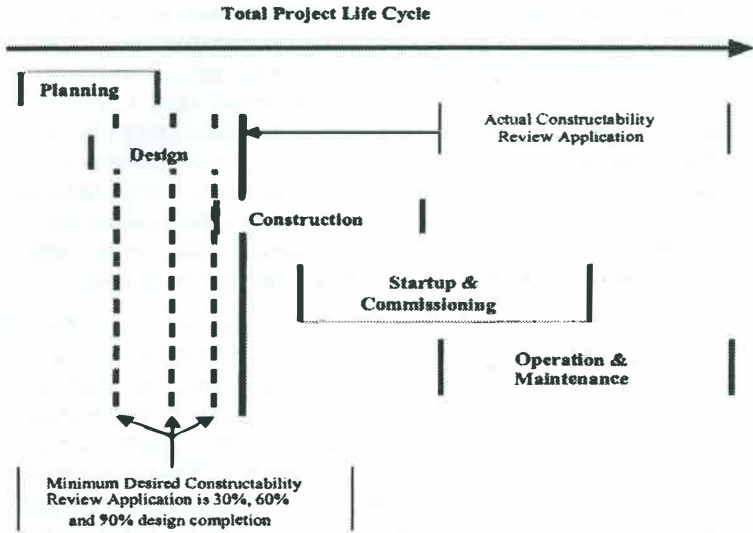 Total Project Life Cycle
Planning
Actual Constructability
Review Application
Design
Construction
Startup &
Commissioning
Operation &
Maintenance
Minimum Desired Constructability
Review Application is 30%, 60%
and 90% design completion